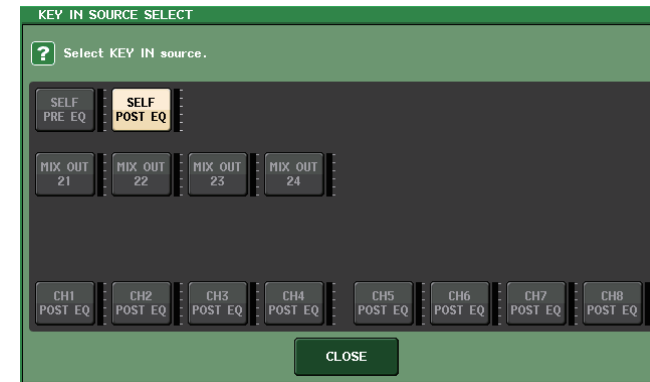 KEY IN SOURCE SELECT
? Select KEY IN source.
SELF SELF
PRE EQ POST EQ
MIX OUT MIX OUT MIX OUT MIX OUT
21 22 23 24
CH1 CH2 CH3 CH4 CH5 CH6 CH7 CH8
POST EQ POST EQ POST EQ POST EQ POST EQ POST EQ POST EQ POST EQ
CLOSE